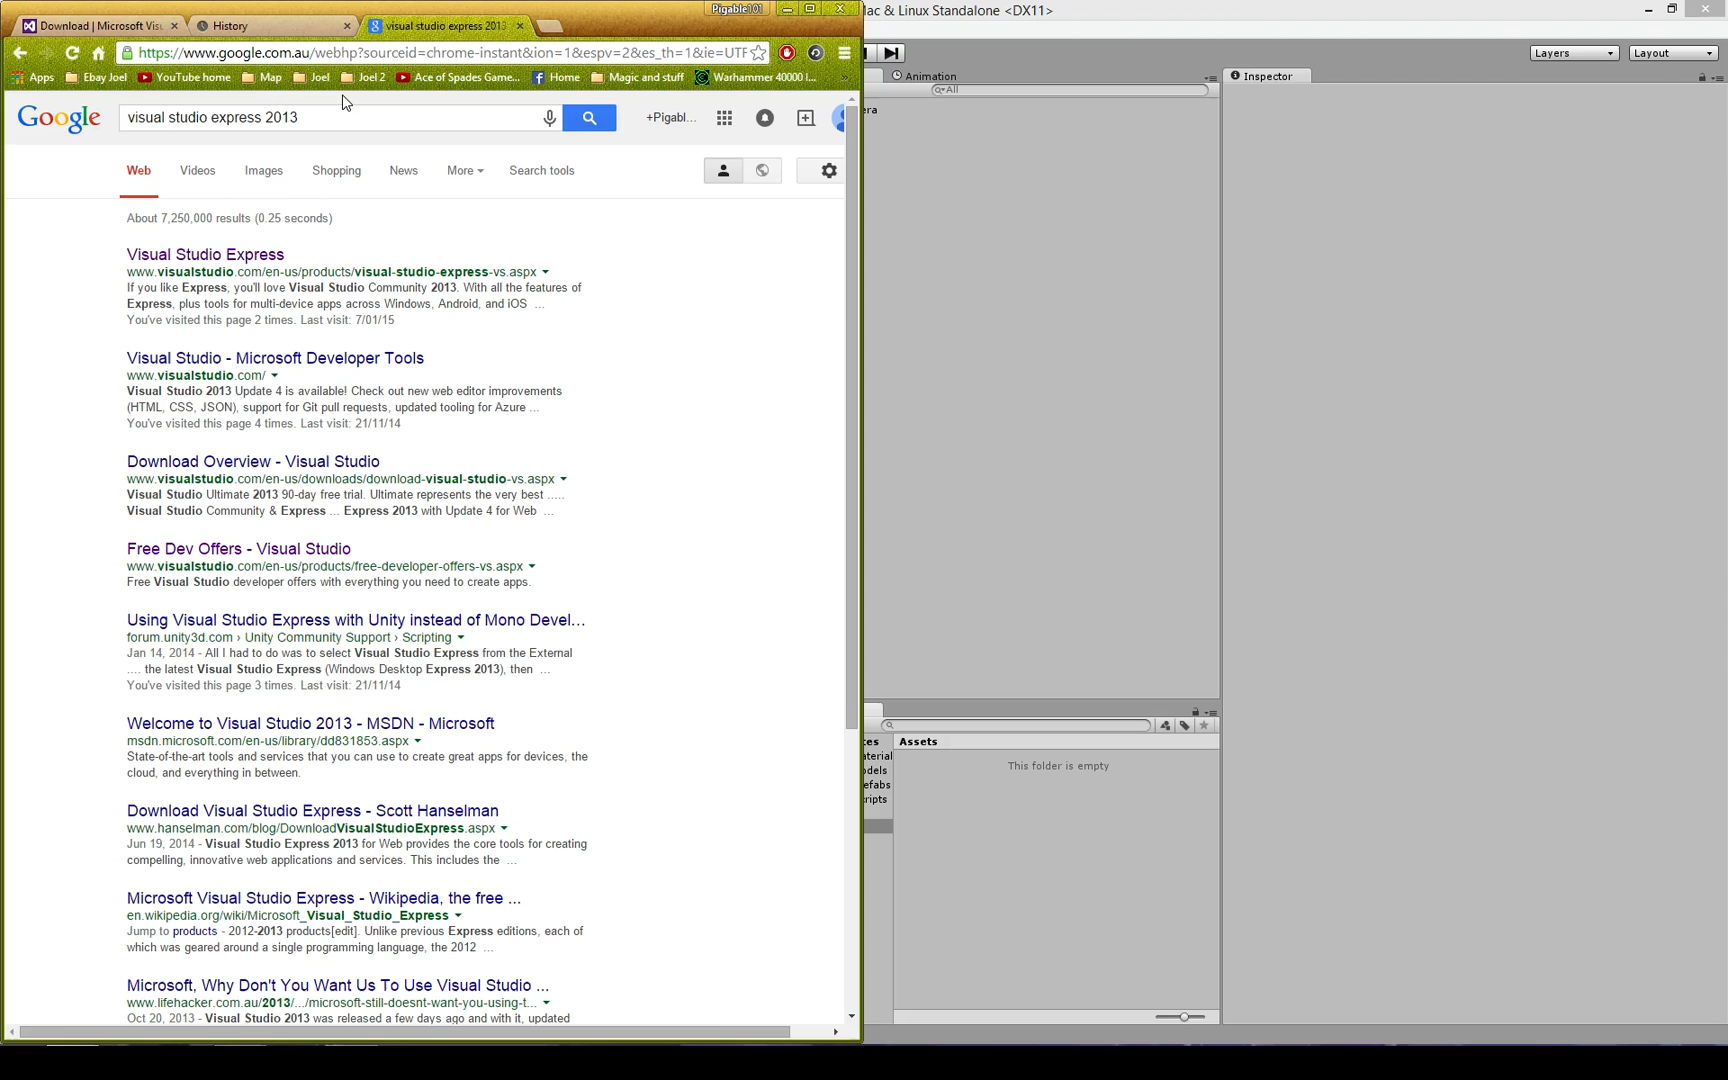 Pigable101
Download | Microsoft Visu
History
visual studio express 2013
Mac & Linux Standalone <DX11>
https://www.google.com.au/webhp?sourceid=chrome-instant&ion=1&espv=2&es_th=1&ie=UTF
Layers
Layout
Apps
Ebay Joel
YouTube home
Map
Joel
Joel 2
Ace of Spades Game...
Home
Magic and stuff
Warhammer 40000 l...
»
Animation
Inspector
All
Google
visual studio express 2013
+Pigabl...
Web
Videos
Images
Shopping
News
More
Search tools
About 7,250,000 results (0.25 seconds)
Visual Studio Express
www.visualstudio.com/en-us/products/visual-studio-express-vs.aspx
If you like Express, you'll love Visual Studio Community 2013. With all the features of
Express, plus tools for multi-device apps across Windows, Android, and iOS ...
You've visited this page 2 times. Last visit: 7/01/15
Visual Studio - Microsoft Developer Tools
www.visualstudio.com/
Visual Studio 2013 Update 4 is available! Check out new web editor improvements
(HTML, CSS, JSON), support for Git pull requests, updated tooling for Azure ...
You've visited this page 4 times. Last visit: 21/11/14
Download Overview - Visual Studio
www.visualstudio.com/en-us/downloads/download-visual-studio-vs.aspx
Visual Studio Ultimate 2013 90-day free trial. Ultimate represents the very best .....
Visual Studio Community & Express ... Express 2013 with Update 4 for Web ...
Free Dev Offers - Visual Studio
www.visualstudio.com/en-us/products/free-developer-offers-vs.aspx
Free Visual Studio developer offers with everything you need to create apps.
Using Visual Studio Express with Unity instead of Mono Devel...
forum.unity3d.com › Unity Community Support › Scripting
Jan 14, 2014 - All I had to do was to select Visual Studio Express from the External
.... the latest Visual Studio Express (Windows Desktop Express 2013), then ...
You've visited this page 3 times. Last visit: 21/11/14
Welcome to Visual Studio 2013 - MSDN - Microsoft
msdn.microsoft.com/en-us/library/dd831853.aspx
State-of-the-art tools and services that you can use to create great apps for devices, the
cloud, and everything in between.
Download Visual Studio Express - Scott Hanselman
www.hanselman.com/blog/DownloadVisualStudioExpress.aspx
Jun 19, 2014 - Visual Studio Express 2013 for Web provides the core tools for creating
compelling, innovative web applications and services. This includes the ...
Microsoft Visual Studio Express - Wikipedia, the free ...
en.wikipedia.org/wiki/Microsoft_Visual_Studio_Express
Jump to products - 2012-2013 products[edit]. Unlike previous Express editions, each of
which was geared around a single programming language, the 2012 ...
Microsoft, Why Don't You Want Us To Use Visual Studio ...
www.lifehacker.com.au/2013/.../microsoft-still-doesnt-want-you-using-t...
Oct 20, 2013 - Visual Studio 2013 was released a few days ago and with it, updated
era
ces
aterial
odels
efabs
cripts
Assets
This folder is empty